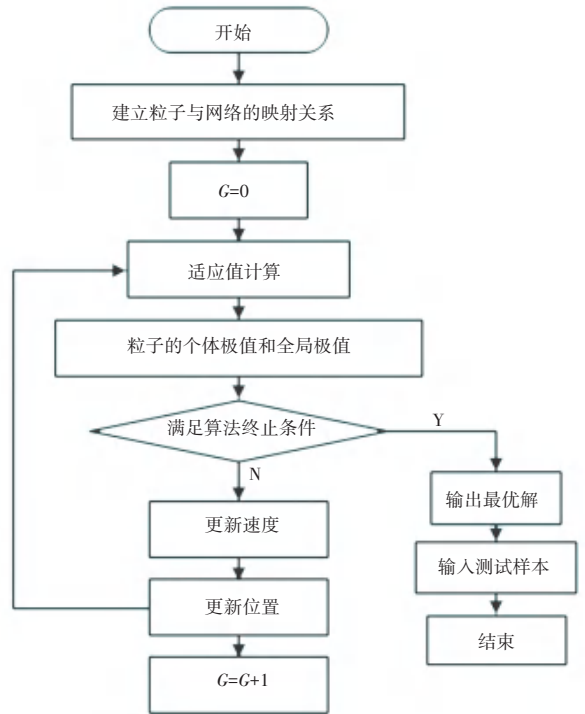 开始
建立粒子与网络的映射关系
G=0
适应值计算
粒子的个体极值和全局极值
满足算法终止条件
Y
N
输出最优解
更新速度
输入测试样本
更新位置
结束
G=G+1